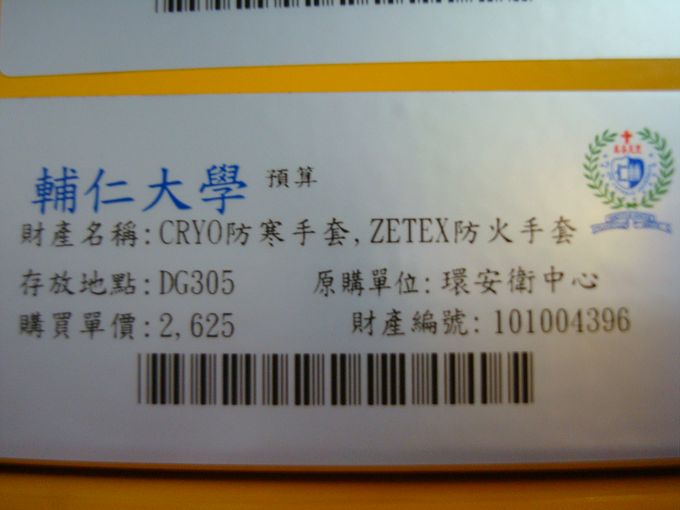 輔仁大學 預算
財產名稱:CRYO防寒手套,ZETEX防火手套
存放地點:DG305 原購單位:環安衛中心
購買單價:2,625 財產編號:101004396